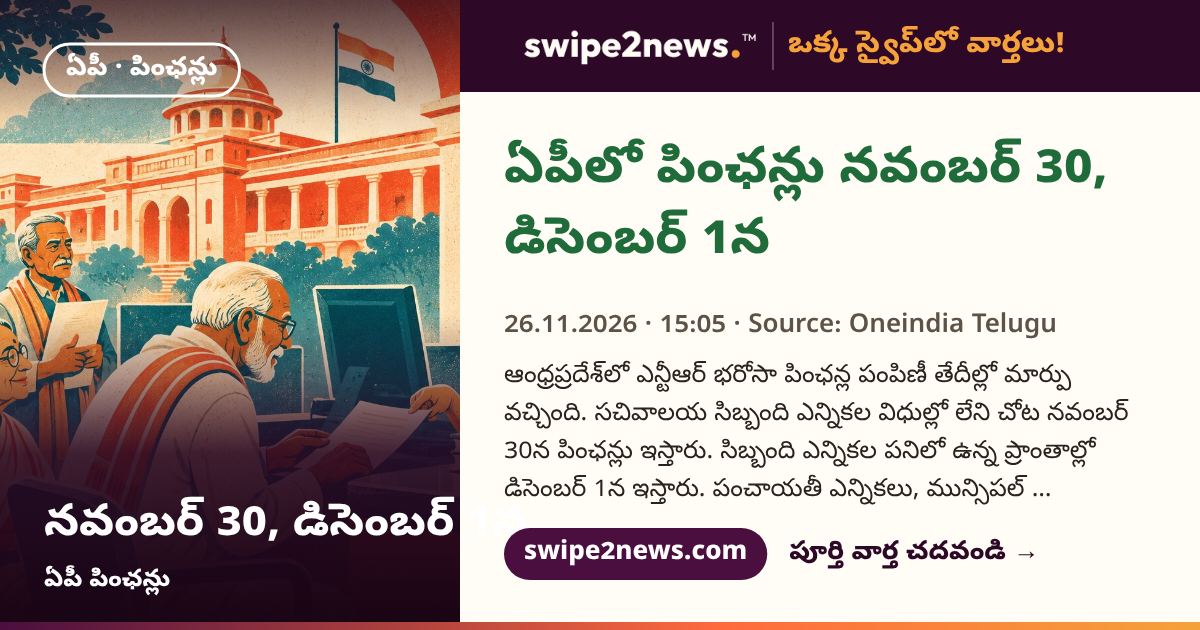 ఏపీ · పింఛన్లు
swipe2news.™
ఒక్క స్వైప్‌లో వార్తలు!
ఏపీలో పింఛన్లు నవంబర్ 30,
డిసెంబర్ 1న
26.11.2026 · 15:05 · Source: Oneindia Telugu
ఆంధ్రప్రదేశ్‌లో ఎన్టీఆర్ భరోసా పింఛన్ల పంపిణీ తేదీల్లో మార్పు
వచ్చింది. సచివాలయ సిబ్బంది ఎన్నికల విధుల్లో లేని చోట నవంబర్
30న పింఛన్లు ఇస్తారు. సిబ్బంది ఎన్నికల పనిలో ఉన్న ప్రాంతాల్లో
డిసెంబర్ 1న ఇస్తారు. పంచాయతీ ఎన్నికలు, మున్సిపల్ ...
నవంబర్ 30, డిసెంబర్ 1న
ఏపీ పింఛన్లు
swipe2news.com
పూర్తి వార్త చదవండి →